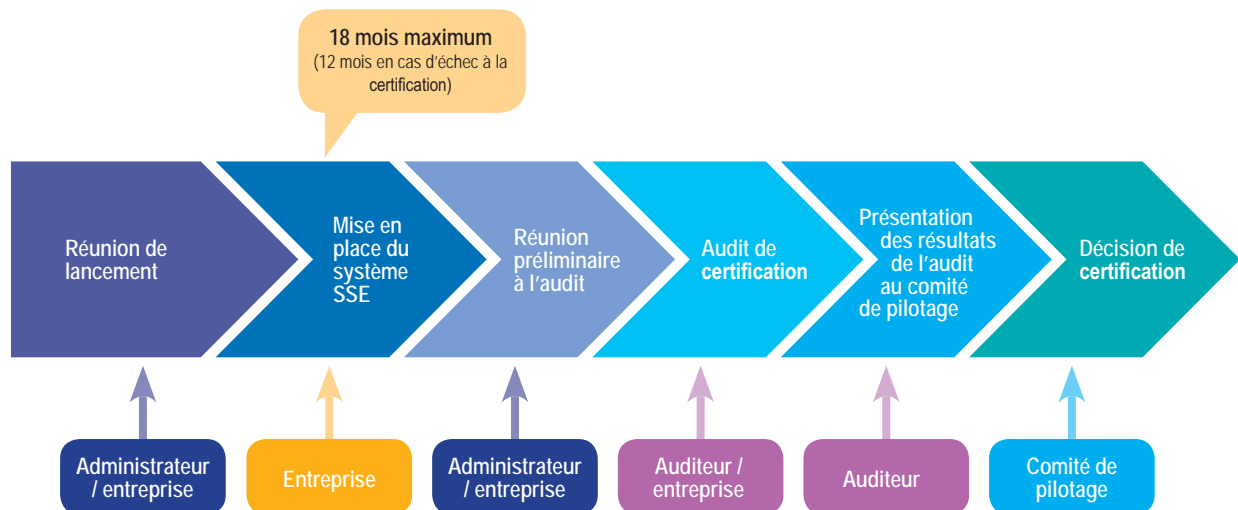 18 mois maximum
(12 mois en cas d'échec à la
certification)
Réunion de
lancement
Mise en
place du
système
SSE
Réunion
préliminaire
à l'audit
Audit de
certification
Présentation
des résultats
de l'audit
au comité
de pilotage
Décision de
certification
Administrateur
/ entreprise
Entreprise
Administrateur
/ entreprise
Auditeur /
entreprise
Auditeur
Comité de
pilotage